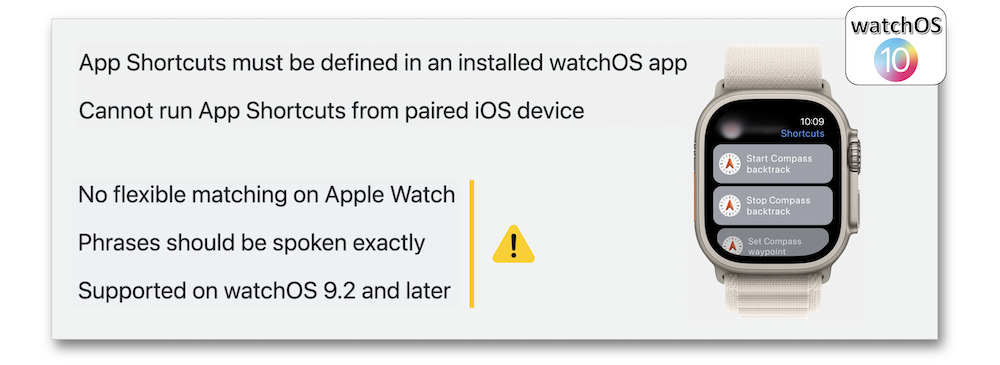 watchOS
10
App Shortcuts must be defined in an installed watchOS app
Cannot run App Shortcuts from paired iOS device
No flexible matching on Apple Watch
Phrases should be spoken exactly
Supported on watchOS 9.2 and later
!
10:09
Shortcuts
Start Compass
backtrack
Stop Compass
backtrack
Set Compass
waypoint